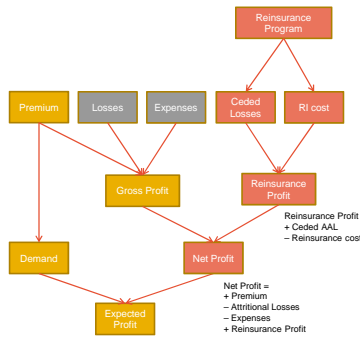 Reinsurance
Program
Premium
Losses
Expenses
Ceded
Losses
RI cost
Gross Profit
Reinsurance
Profit
Reinsurance Profit
+ Ceded AAL
– Reinsurance cost
Demand
Net Profit
Net Profit =
+ Premium
– Attritional Losses
– Expenses
+ Reinsurance Profit
Expected
Profit